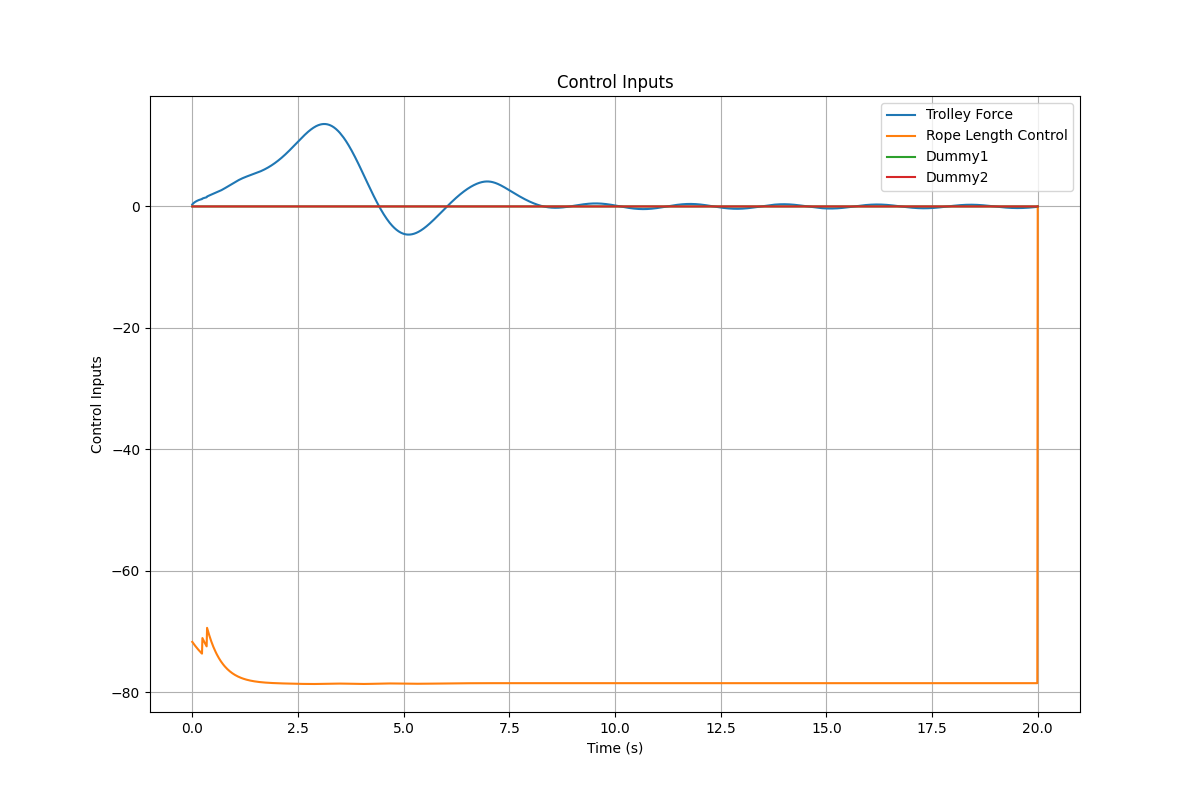 Control Inputs
Trolley Force
Rope Length Control
Dummy1
Dummy2
0
−20
−40
−60
−80
Control Inputs
0.0 2.5 5.0 7.5 10.0 12.5 15.0 17.5 20.0
Time (s)